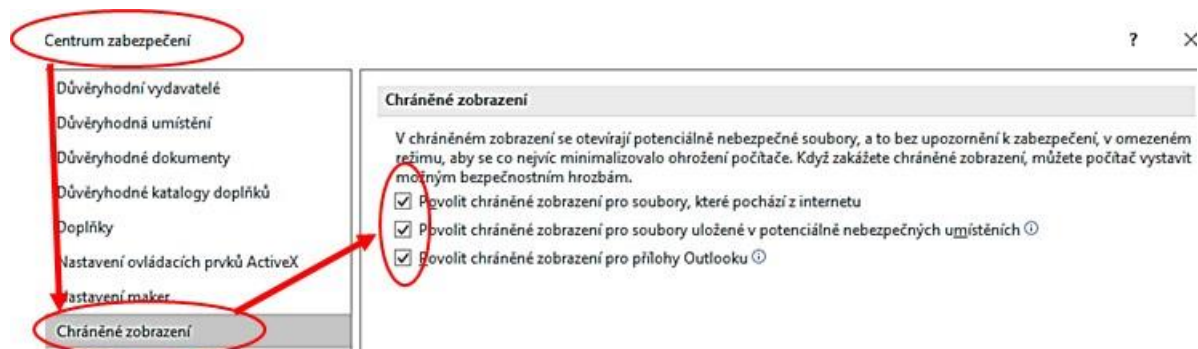 Centrum zabezpečení
?
Důvěryhodní vydavatelé
Důvěryhodná umístění
Důvěryhodné dokumenty
Důvěryhodné katalogy doplňků
Doplňky
Nastavení ovládacích prvků ActiveX
Nastavení maker
Chráněné zobrazení
Chráněné zobrazení
V chráněném zobrazení se otevírají potenciálně nebezpečné soubory, a to bez upozornění k zabezpečení, v omezeném
režimu, aby se co nejvíc minimalizovalo ohrožení počítače. Když zakážete chráněné zobrazení, můžete počítač vystavit
možným bezpečnostním hrozbám.
Povolit chráněné zobrazení pro soubory, které pochází z internetu
Povolit chráněné zobrazení pro soubory uložené v potenciálně nebezpečných umístěních
Povolit chráněné zobrazení pro přílohy Outlooku